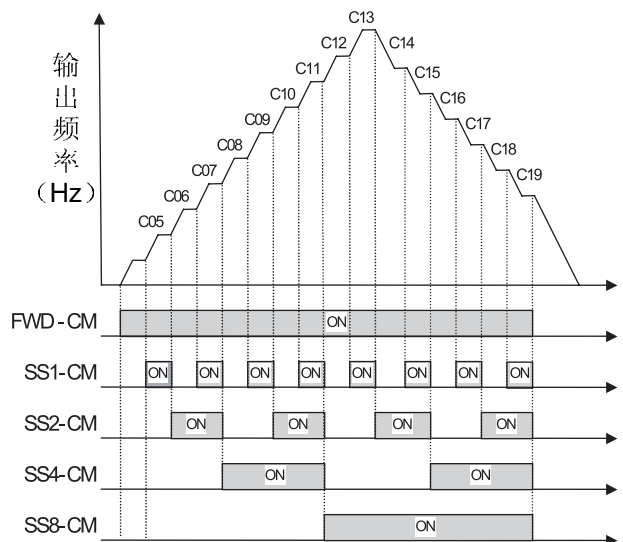 C13
C12
C14
C11
C15
C10
C16
C09
C17
C08
C18
C07
C19
C06
C05
输出频率
(Hz)
FWD-CM
ON
SS1-CM
ON ON ON ON ON ON ON ON
SS2-CM
ON ON ON ON
SS4-CM
ON ON
SS8-CM
ON